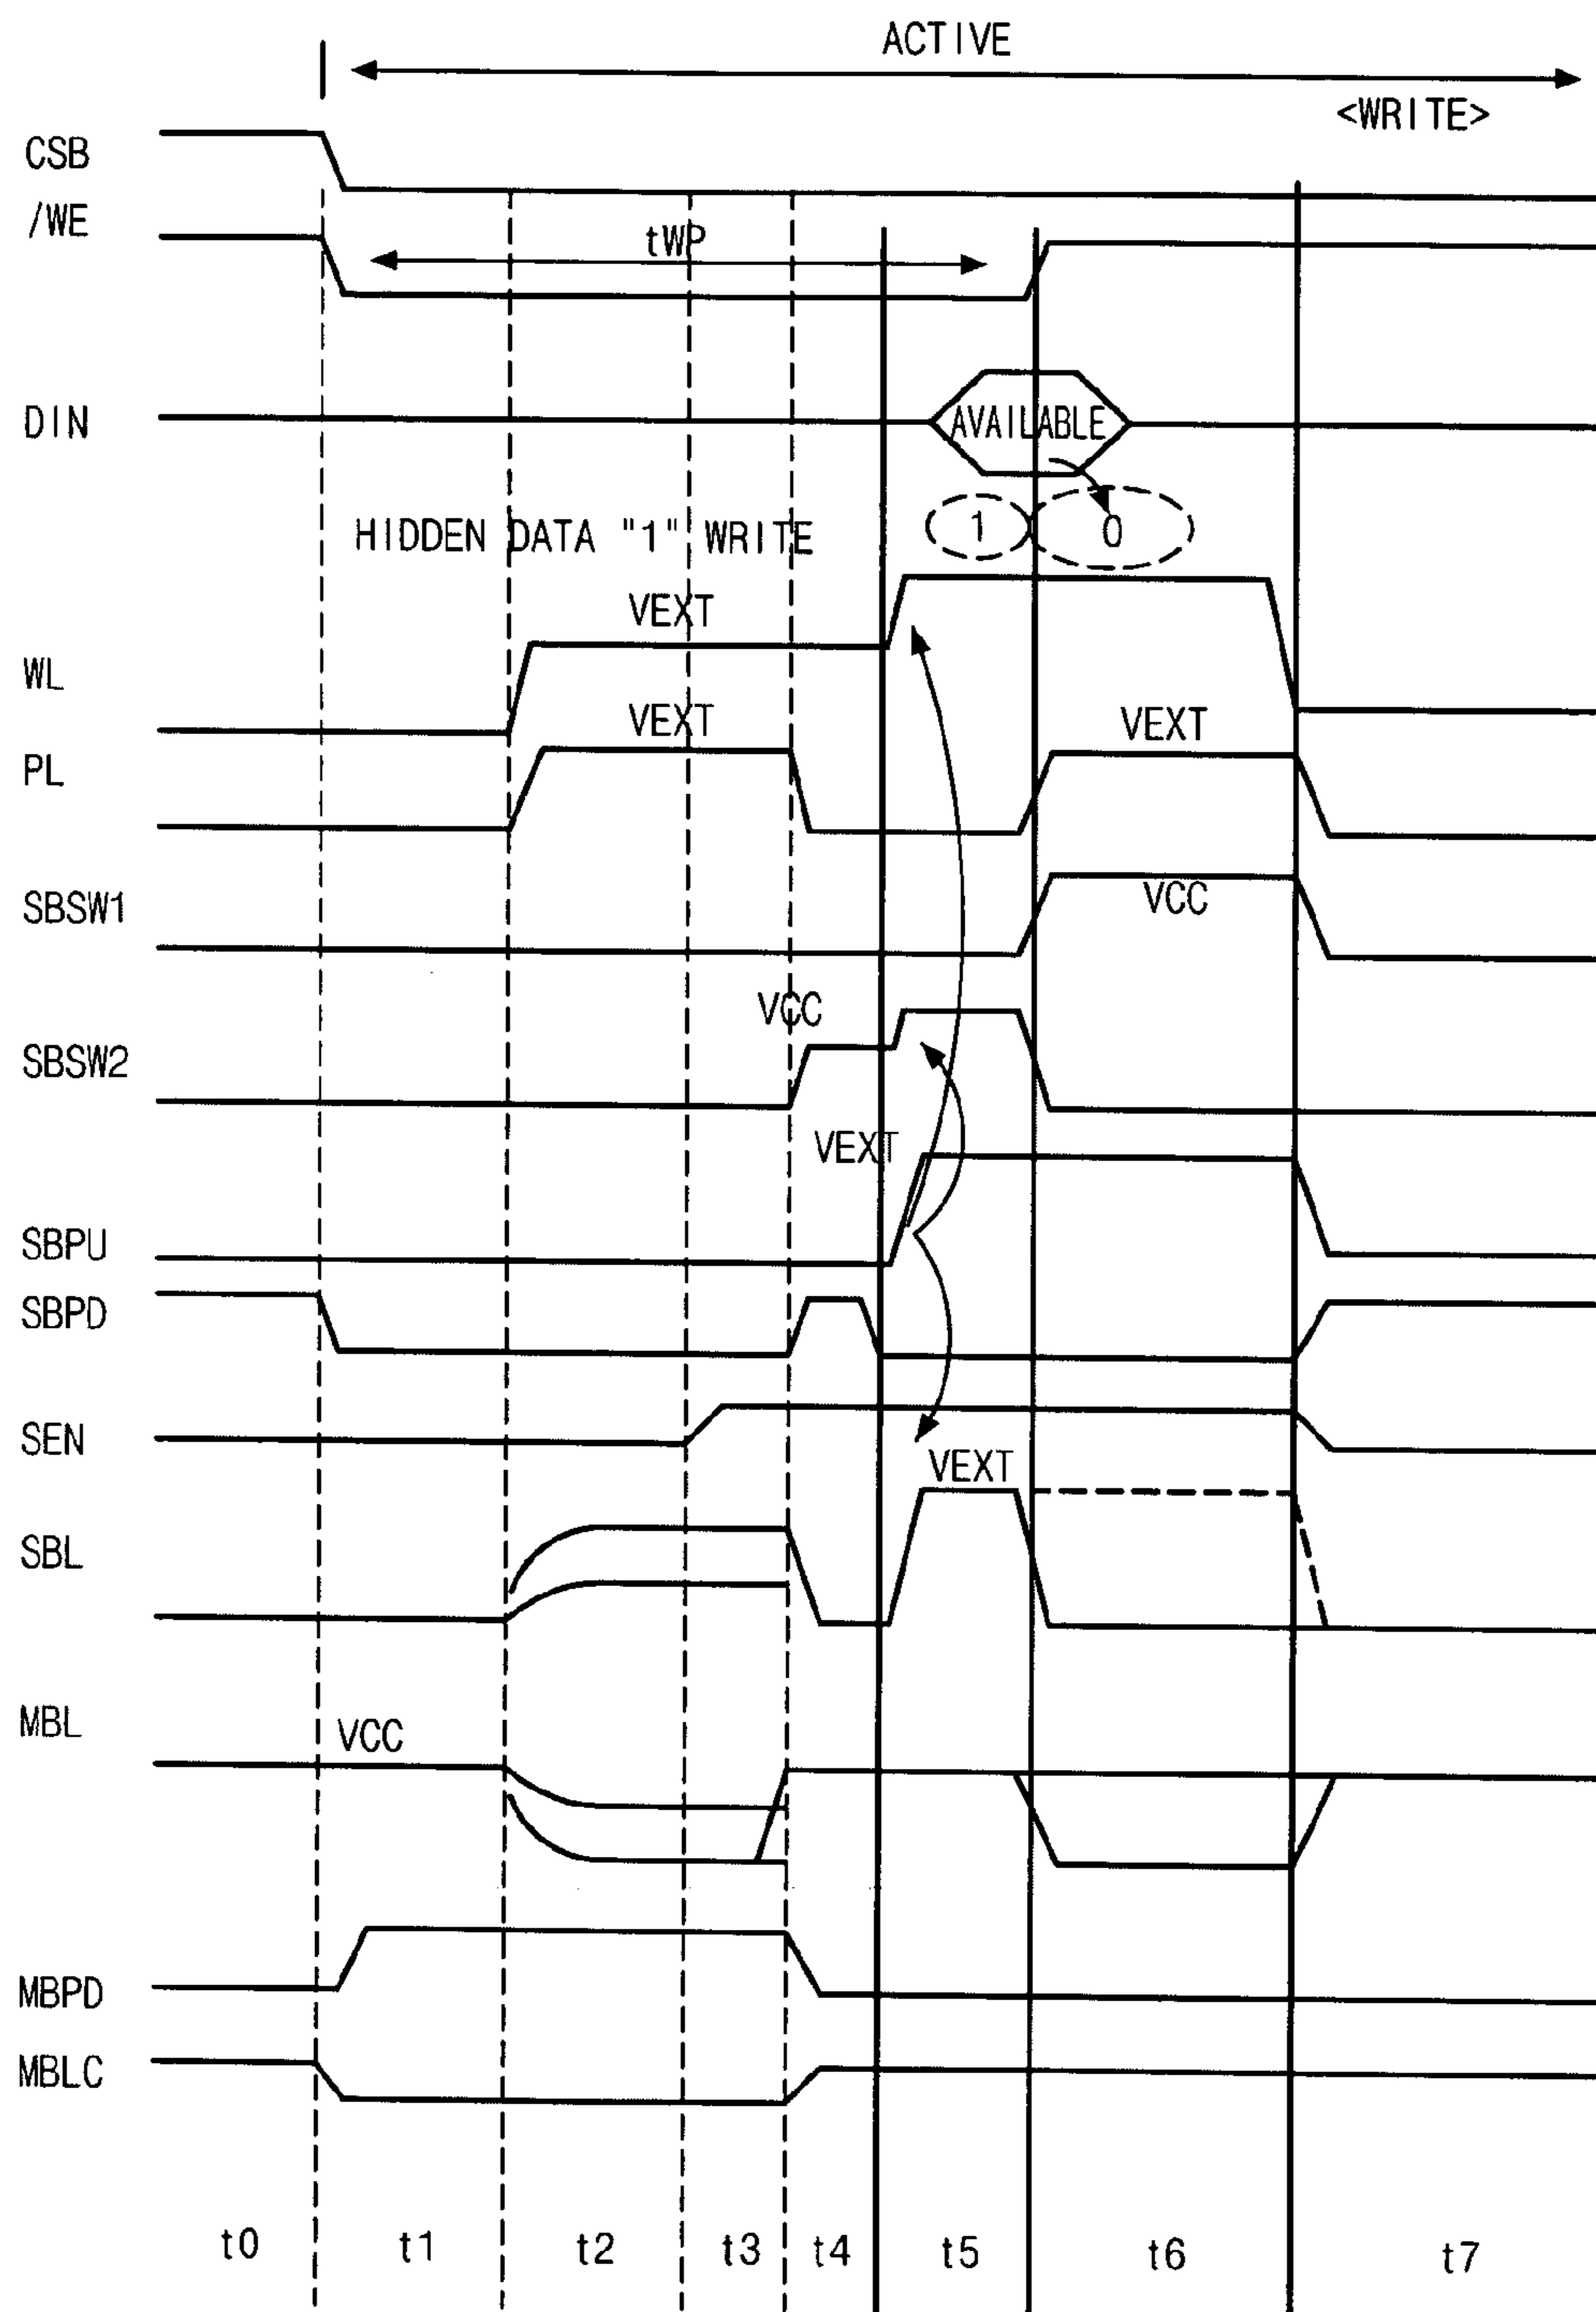 ACTIVE
<WRITE>
CSB
/WE
tWP
DIN
AVAILABLE
HIDDEN DATA "1" WRITE
1
0
VEXT
WL
VEXT
VEXT
PL
SBSW1
VCC
VCC
SBSW2
VEXT
SBPU
SBPD
SEN
VEXT
SBL
MBL
VCC
MBPD
MBLC
t0 t1 t2 t3 t4 t5 t6 t7